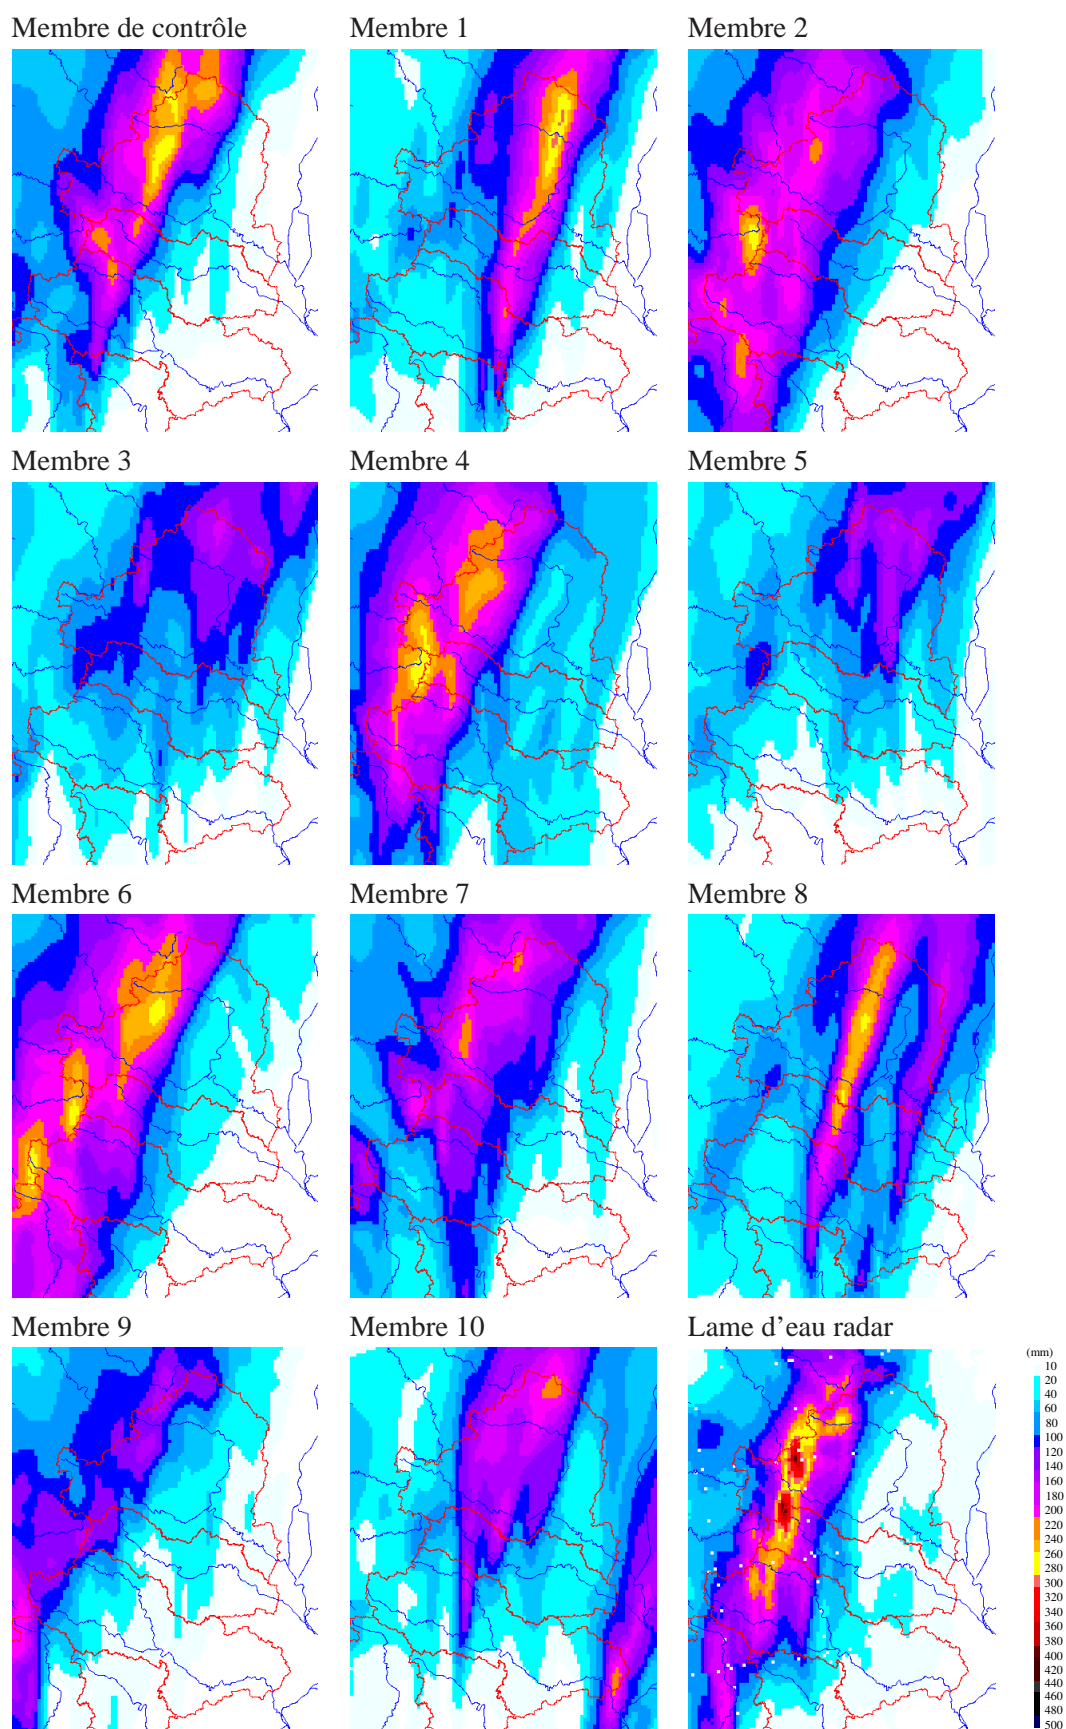 Membre de contrôle
Membre 1
Membre 2
Membre 3
Membre 4
Membre 5
Membre 6
Membre 7
Membre 8
Membre 9
Membre 10
Lame d'eau radar
(mm)
10
20
60
80
100
120
140
160
180
200
220
240
260
280
300
320
340
360
380
400
420
440
460
480
500